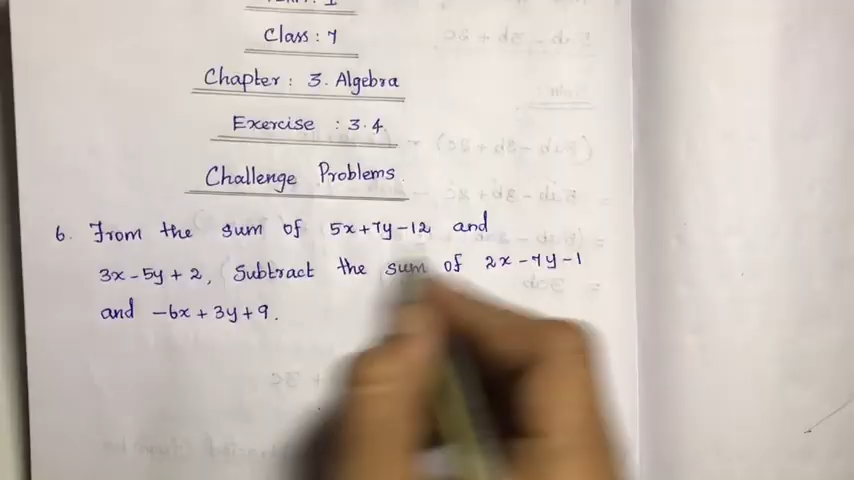 Class: 7
Chapter: 3. Algebra
Exercise : 3.4
Challenge Problems
6. From the sum of 5x+7y-12 and
3x-5y+2, Subtract the sum of 2x-7y-1
and -6x+3y+9.